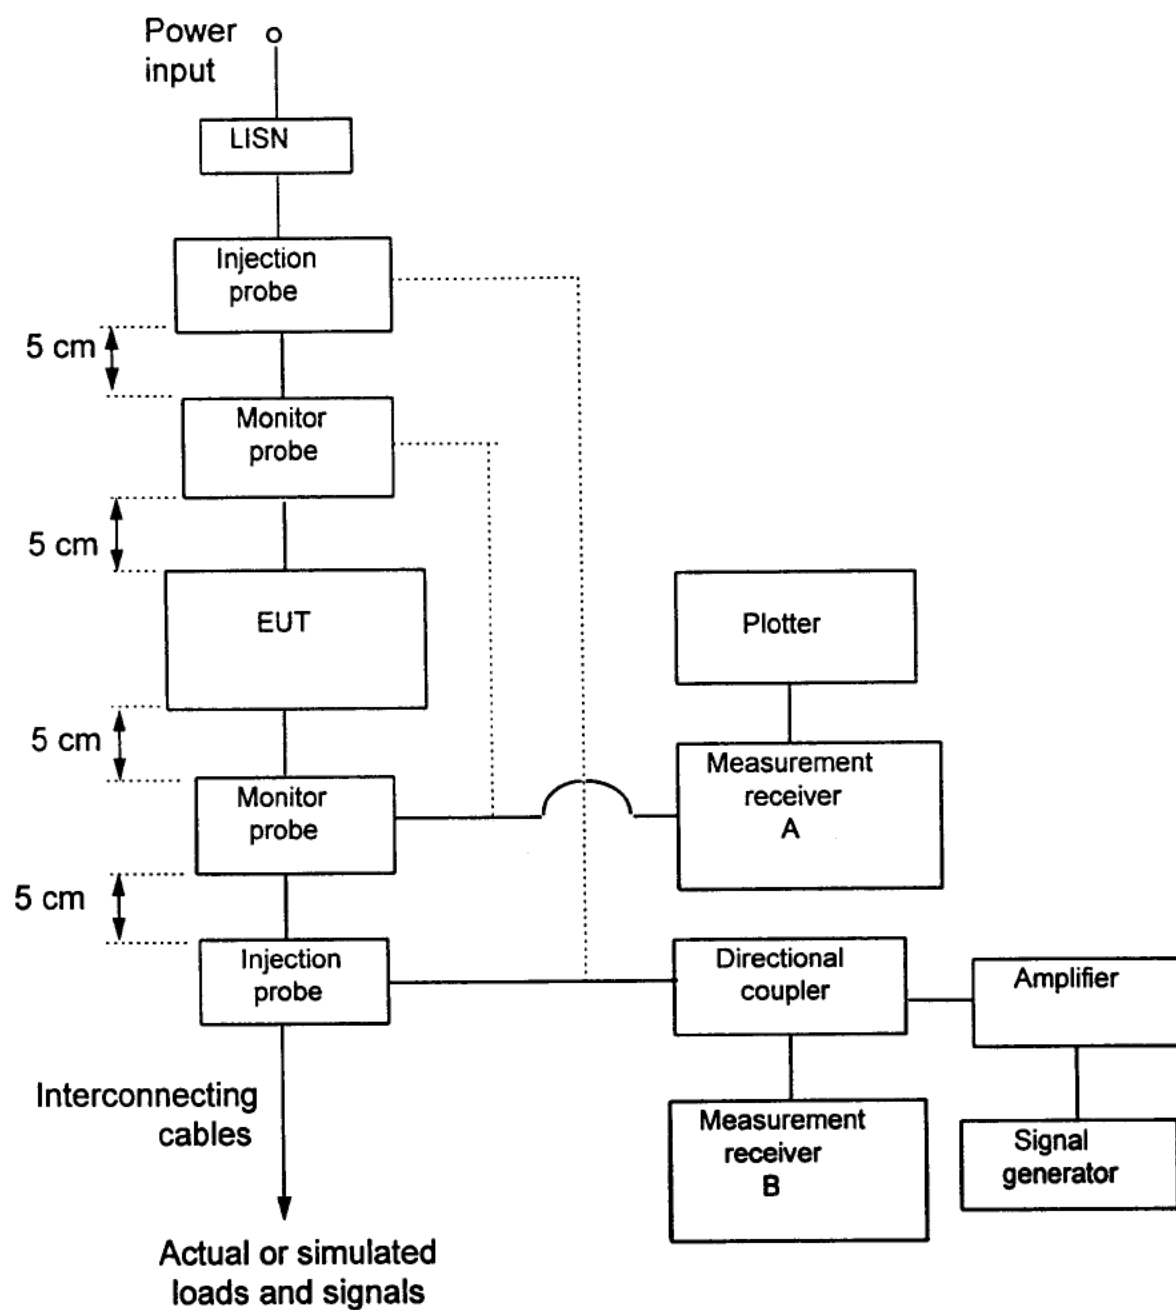 Power
input
LISN
Injection
probe
5 cm
Monitor
probe
5 cm
EUT
Plotter
5 cm
Measurement
receiver
A
Monitor
probe
5 cm
Injection
probe
Directional
coupler
Amplifier
Interconnecting
cables
Measurement
receiver
B
Signal
generator
Actual or simulated
loads and signals